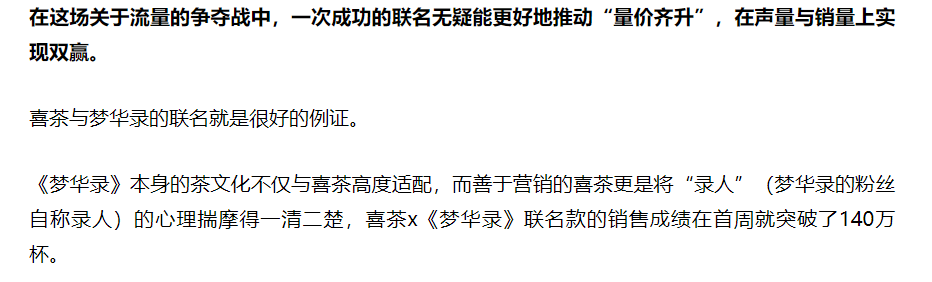 在这场关于流量的争夺战中，一次成功的联名无疑能更好地推动“量价齐升”，在声量与销量上实
现双赢。
喜茶与梦华录的联名就是很好的例证。
《梦华录》本身的茶文化不仅与喜茶高度适配，而善于营销的喜茶更是将“录人”（梦华录的粉丝
自称录人）的心理揣摩得一清二楚，喜茶x《梦华录》联名款的销售成绩在首周就突破了140万
杯。